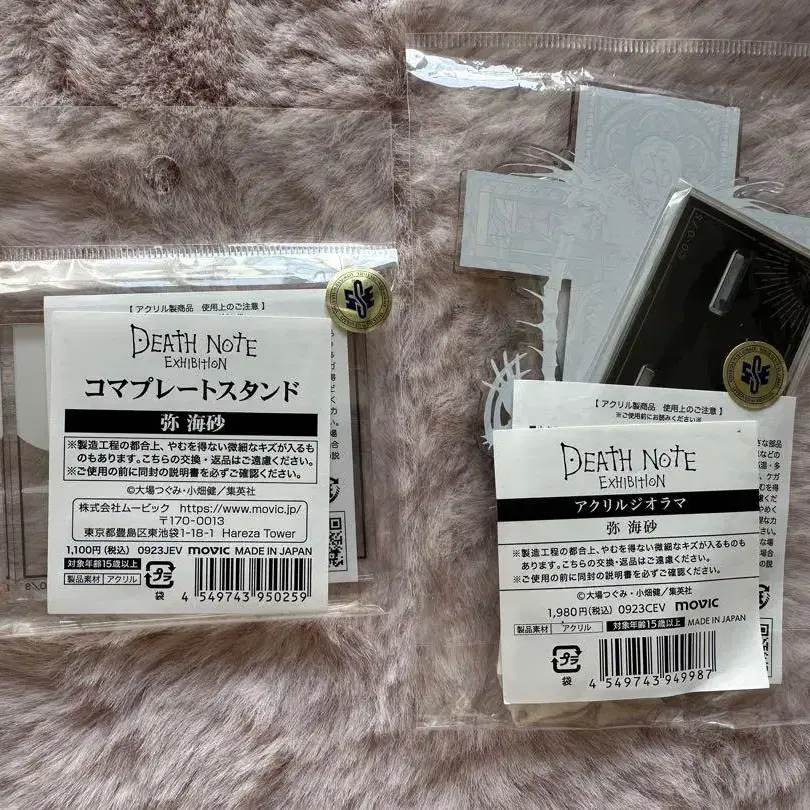 【アクリル製商品　使用上のご注意】
DEATH NOTE
EXHIBITION
コマプレートスタンド
弥 海砂
※製造工程の都合上、やむを得ない微細なキズが入るものもあります。こちらの交換・返品はご遠慮ください。
※ご使用の前に同封の説明書を必ずご確認ください。
©大場つぐみ・小畑健／集英社
株式会社ムービック　https://www.movic.jp/
〒170-0013
東京都豊島区東池袋1-18-1　Hareza Tower
1,100円(税込)　0923JEV　movic　MADE IN JAPAN
対象年齢15歳以上
製品素材　アクリル
プラ
袋
4 549743 950259
【アクリル製商品　使用上のご注意】
※ご使用前にお読みください
DEATH NOTE
EXHIBITION
アクリルジオラマ
弥 海砂
※製造工程の都合上、やむを得ない微細なキズが入るものも
あります。こちらの交換・返品はご遠慮ください。
※ご使用の前に同封の説明書を必ずご確認ください。
©大場つぐみ・小畑健／集英社
1,980円(税込)　0923CEV　movic
製品素材　アクリル　対象年齢15歳以上　MADE IN JAPAN
プラ
袋
4 549743 949987